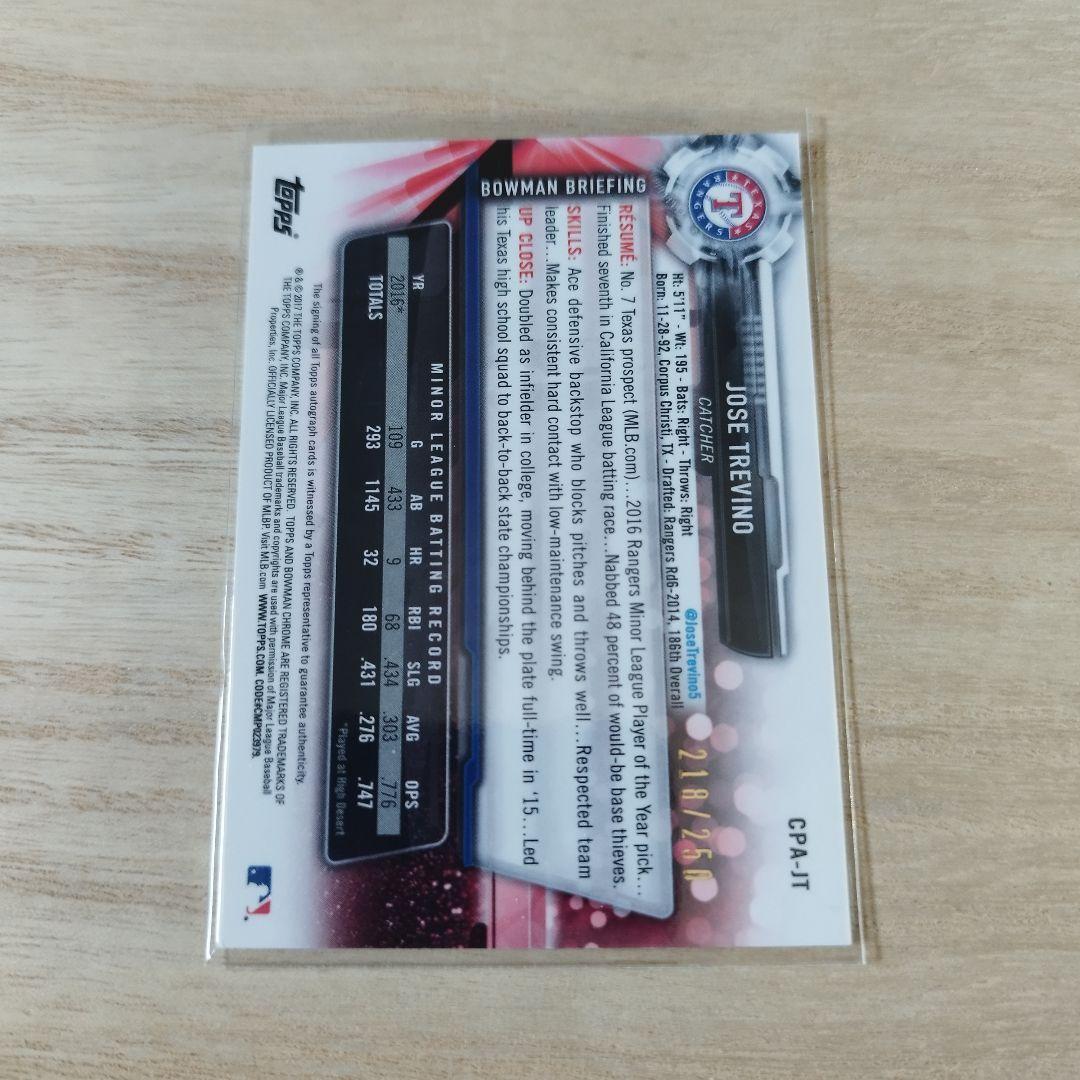 CPA-JT
TEXAS RANGERS
T
JOSE TREVINO
CATCHER
@JoseTrevino5
Ht: 5'11" - Wt: 195 - Bats: Right - Throws: Right
Born: 11-28-92, Corpus Christi, TX - Drafted: Rangers Rd6-2014, 186th Overall
218/250
BOWMAN BRIEFING
RÉSUMÉ: No. 7 Texas prospect (MLB.com)...2016 Rangers Minor League Player of the Year pick...
Finished seventh in California League batting race...Nabbed 48 percent of would-be base thieves.
SKILLS: Ace defensive backstop who blocks pitches and throws well...Respected team
leader...Makes consistent hard contact with low-maintenance swing.
UP CLOSE: Doubled as infielder in college, moving behind the plate full-time in '15...Led
his Texas high school squad to back-to-back state championships.
MINOR LEAGUE BATTING RECORD
YR G AB HR RBI SLG AVG OPS
2016* 109 433 9 68 .434 .303 .776
TOTALS 293 1145 32 180 .431 .276 .747
*Played at High Desert
The signing of all Topps autograph cards is witnessed by a Topps representative to guarantee authenticity.
® & © 2017 THE TOPPS COMPANY, INC. ALL RIGHTS RESERVED. TOPPS AND BOWMAN CHROME ARE REGISTERED TRADEMARKS OF
THE TOPPS COMPANY, INC. Major League Baseball trademarks and copyrights are used with permission of Major League Baseball
Properties, Inc. OFFICIALLY LICENSED PRODUCT OF MLBP. Visit MLB.com WWW.TOPPS.COM. CODE#CMP023979
topps®